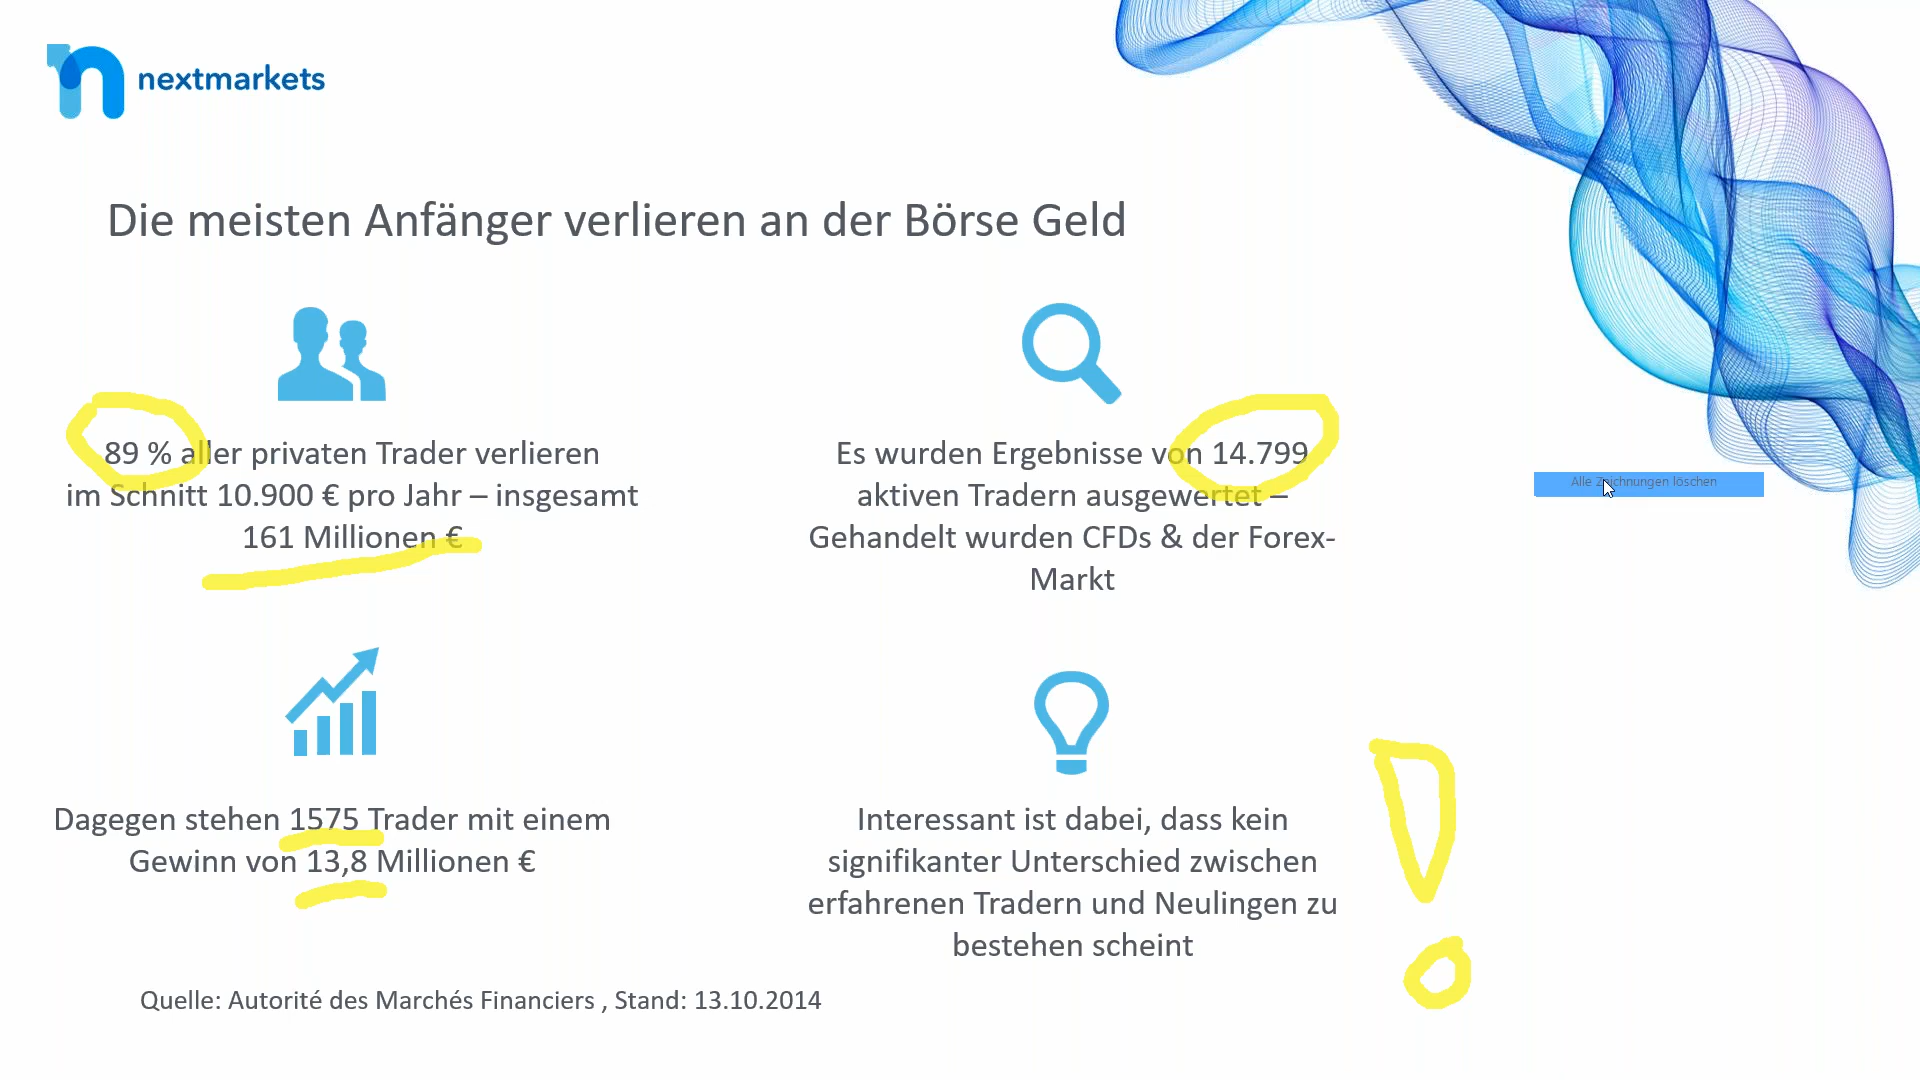 nextmarkets
Die meisten Anfänger verlieren an der Börse Geld
89 % aller privaten Trader verlieren
im Schnitt 10.900 € pro Jahr – insgesamt
161 Millionen €
Es wurden Ergebnisse von 14.799
aktiven Tradern ausgewertet –
Gehandelt wurden CFDs & der Forex-
Markt
Alle Zeichnungen löschen
Dagegen stehen 1575 Trader mit einem
Gewinn von 13,8 Millionen €
Interessant ist dabei, dass kein
signifikanter Unterschied zwischen
erfahrenen Tradern und Neulingen zu
bestehen scheint
!
Quelle: Autorité des Marchés Financiers , Stand: 13.10.2014